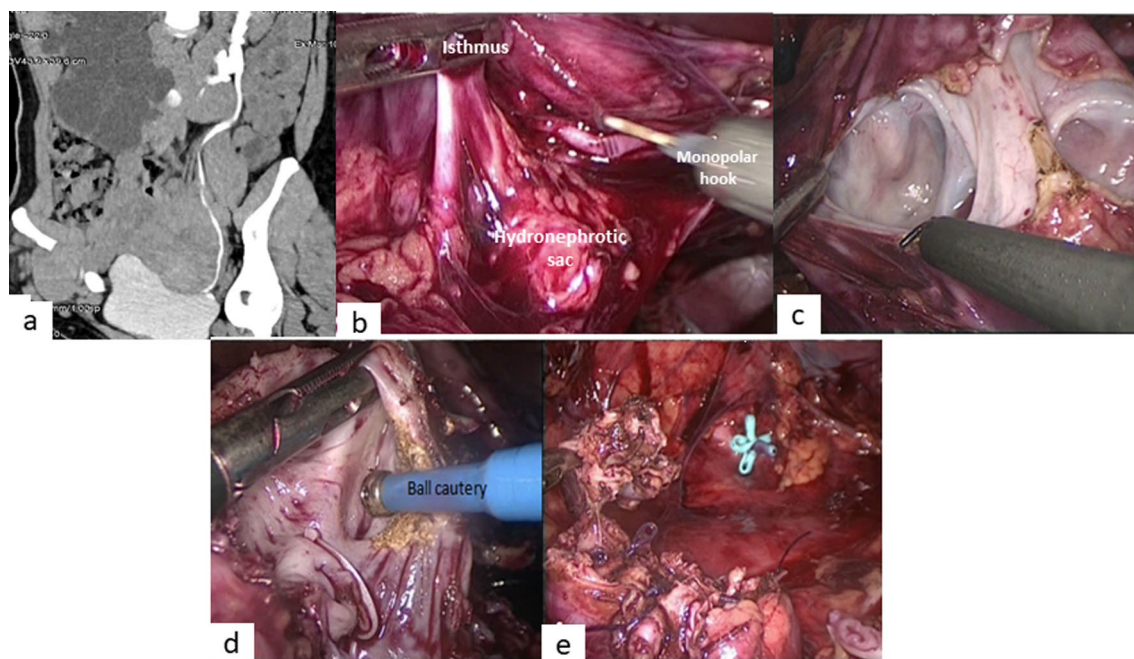 a
Isthmus
Monopolar
hook
Hydronephrotic
sac
b
c
Ball cautery
d
e